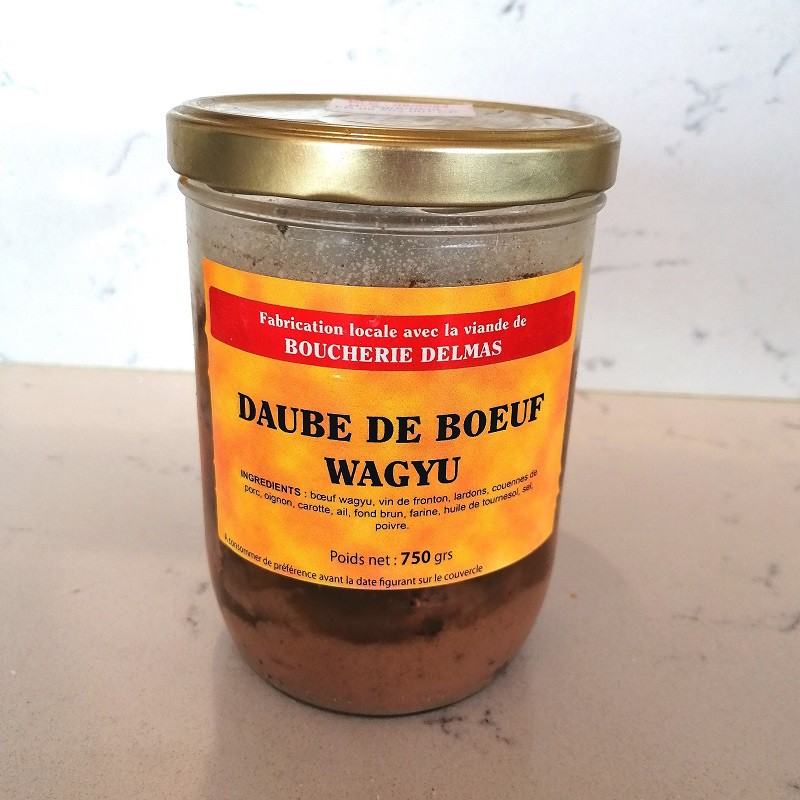 Fabrication locale avec la viande de
BOUCHERIE DELMAS
DAUBE DE BOEUF
WAGYU
INGREDIENTS : bœuf wagyu, vin de fronton, lardons, couennes de
porc, oignon, carotte, ail, fond brun, farine, huile de tournesol, sel,
poivre.
Poids net : 750 grs
A consommer de préférence avant la date figurant sur le couvercle